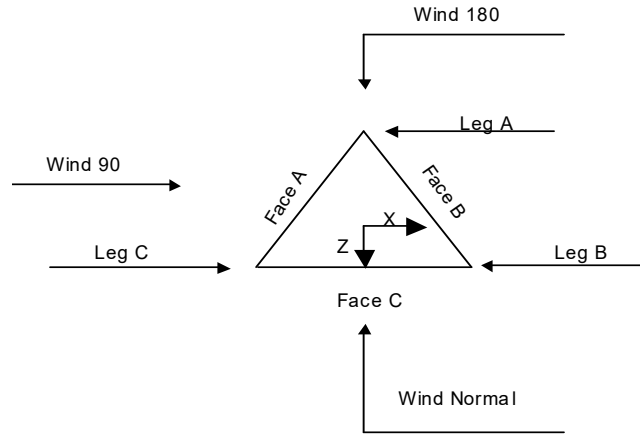 Wind 180
Leg A
Wind 90
Face A
Face B
X
Z
Leg C
Leg B
Face C
Wind Normal